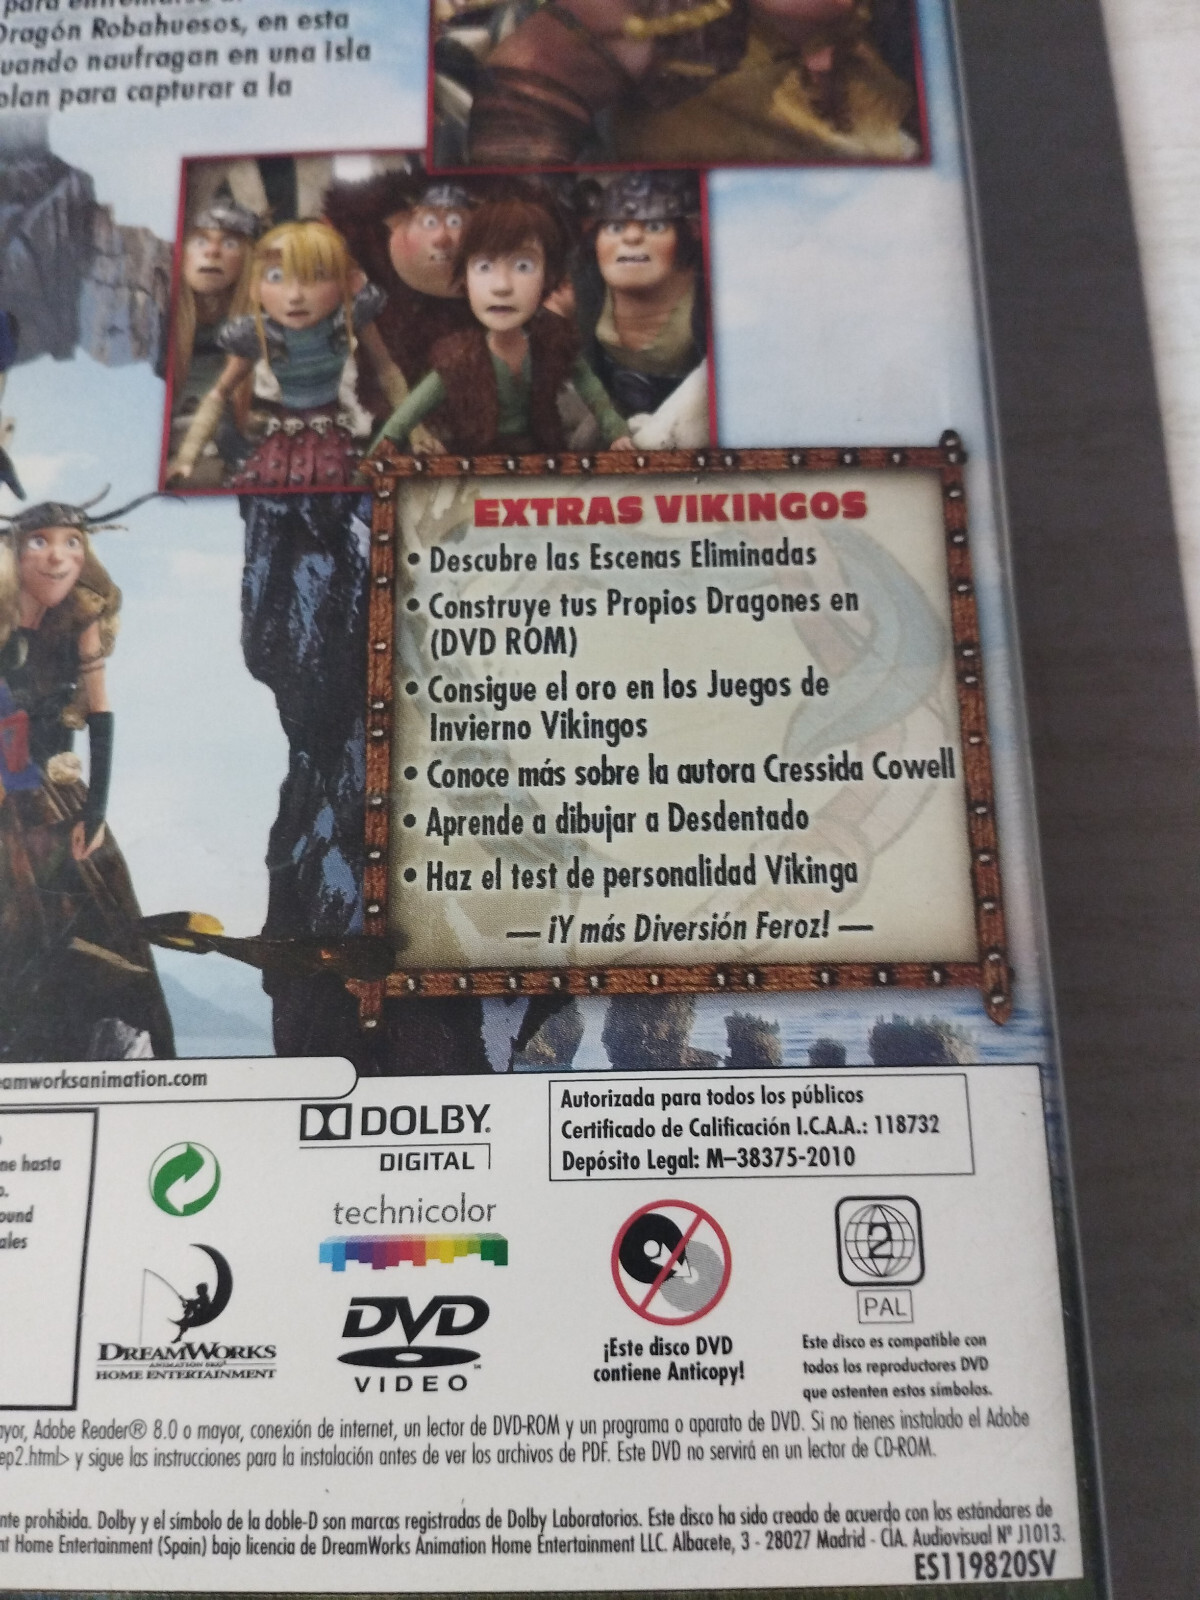 Dragón Robahuesos, en esta
cuando naufragan en una isla
plan para capturar a la
EXTRAS VIKINGOS
• Descubre las Escenas Eliminadas
• Construye tus Propios Dragones en
(DVD ROM)
• Consigue el oro en los Juegos de
Invierno Vikingos
• Conoce más sobre la autora Cressida Cowell
• Aprende a dibujar a Desdentado
• Haz el test de personalidad Vikinga
— ¡Y más Diversión Feroz! —
amworksanimation.com
Autorizada para todos los públicos
Certificado de Calificación I.C.A.A.: 118732
Depósito Legal: M–38375-2010
DOLBY.
DIGITAL
ne hasta
ound
ales
technicolor
DREAMWORKS
HOME ENTERTAINMENT
DVD
VIDEO
¡Este disco DVD
contiene Anticopy!
2
PAL
Este disco es compatible con
todos los reproductores DVD
que ostenten estos símbolos.
ayor, Adobe Reader® 8.0 o mayor, conexión de internet, un lector de DVD-ROM y un programa o aparato de DVD. Si no tienes instalado el Adobe
ep2.html> y sigue las instrucciones para la instalación antes de ver los archivos de PDF. Este DVD no servirá en un lector de CD-ROM.
nte prohibida. Dolby y el símbolo de la doble-D son marcas registradas de Dolby Laboratorios. Este disco ha sido creado de acuerdo con los estándares de
nt Home Entertainment (Spain) bajo licencia de DreamWorks Animation Home Entertainment LLC. Albacete, 3 - 28027 Madrid - CIA. Audiovisual Nº J1013.
ES119820SV